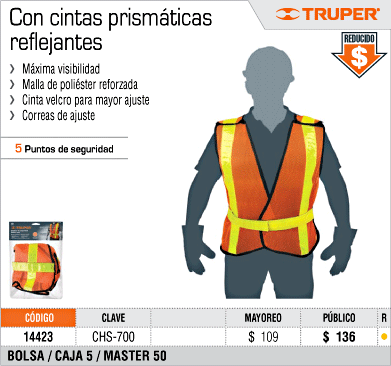 Con cintas prismáticas
reflejantes
TRUPER®
REDUCIDO
$
› Máxima visibilidad
› Malla de poliéster reforzada
› Cinta velcro para mayor ajuste
› Correas de ajuste
5 Puntos de seguridad
CÓDIGO CLAVE MAYOREO PÚBLICO R
14423 CHS-700 $ 109 $ 136
BOLSA / CAJA 5 / MASTER 50